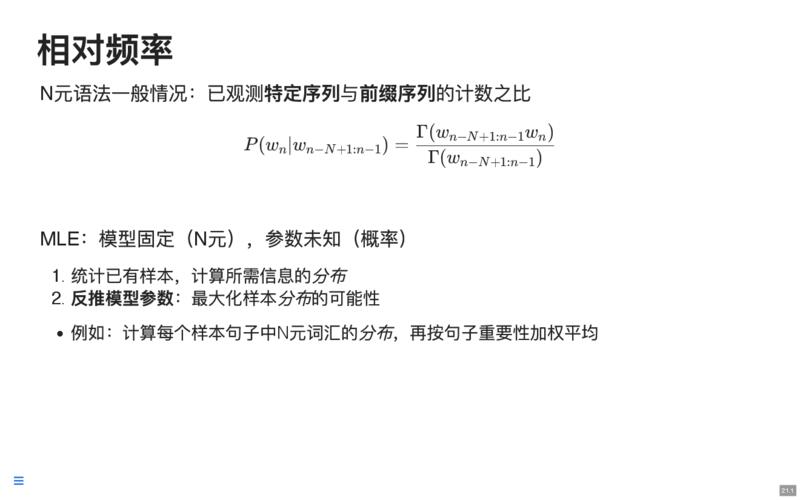 相对频率
N元语法一般情况：已观测特定序列与前缀序列的计数之比
P(w_n|w_{n-N+1:n-1}) = Γ(w_{n-N+1:n-1}w_n) / Γ(w_{n-N+1:n-1})
MLE：模型固定（N元），参数未知（概率）
1. 统计已有样本，计算所需信息的分布
2. 反推模型参数：最大化样本分布的可能性
• 例如：计算每个样本句子中N元词汇的分布，再按句子重要性加权平均
21.1